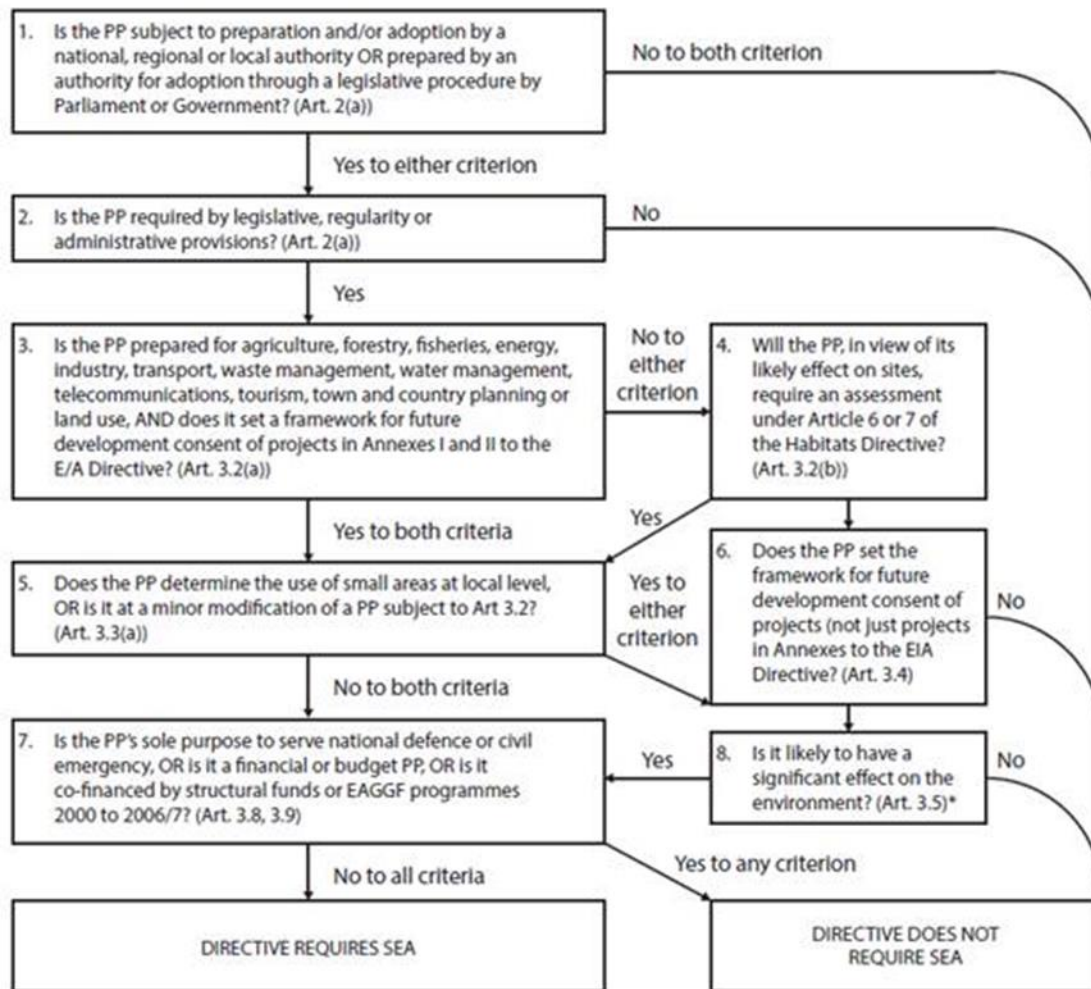 1. Is the PP subject to preparation and/or adoption by a
national, regional or local authority OR prepared by an
authority for adoption through a legislative procedure by
Parliament or Government? (Art. 2(a))
No to both criterion
Yes to either criterion
2. Is the PP required by legislative, regularity or
administrative provisions? (Art. 2(a))
No
Yes
3. Is the PP prepared for agriculture, forestry, fisheries, energy,
industry, transport, waste management, water management,
telecommunications, tourism, town and country planning or
land use, AND does it set a framework for future
development consent of projects in Annexes I and II to the
E/A Directive? (Art. 3.2(a))
No to
either
criterion
4. Will the PP, in view of its
likely effect on sites,
require an assessment
under Article 6 or 7 of
the Habitats Directive?
(Art. 3.2(b))
Yes to both criteria
Yes
5. Does the PP determine the use of small areas at local level,
OR is it at a minor modification of a PP subject to Art 3.2?
(Art. 3.3(a))
Yes to
either
criterion
6. Does the PP set the
framework for future
development consent of
projects (not just projects
in Annexes to the EIA
Directive? (Art. 3.4)
No
No to both criteria
7. Is the PP's sole purpose to serve national defence or civil
emergency, OR is it a financial or budget PP, OR is it
co-financed by structural funds or EAGGF programmes
2000 to 2006/7? (Art. 3.8, 3.9)
Yes
8. Is it likely to have a
significant effect on the
environment? (Art. 3.5)*
No
No to all criteria
Yes to any criterion
DIRECTIVE REQUIRES SEA
DIRECTIVE DOES NOT
REQUIRE SEA